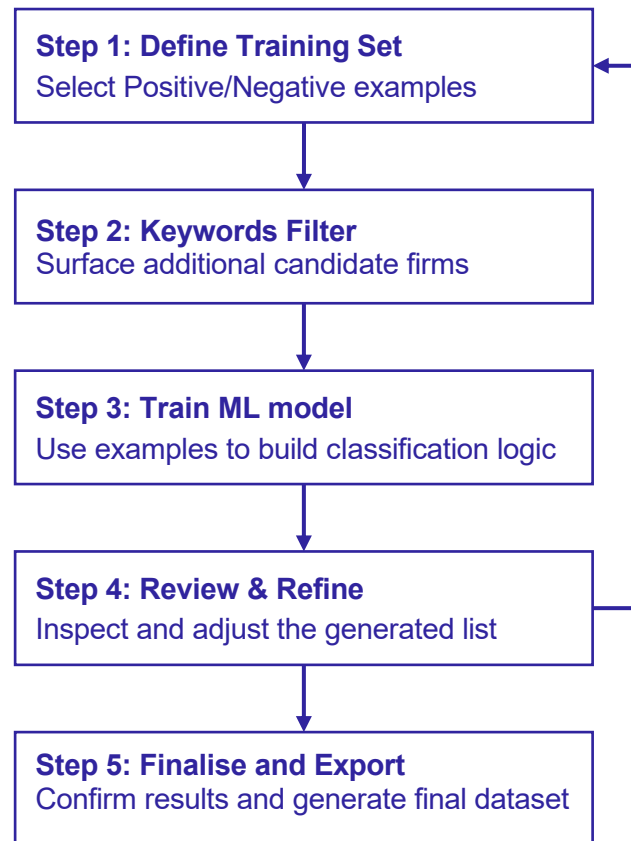 Step 1: Define Training Set
Select Positive/Negative examples
Step 2: Keywords Filter
Surface additional candidate firms
Step 3: Train ML model
Use examples to build classification logic
Step 4: Review & Refine
Inspect and adjust the generated list
Step 5: Finalise and Export
Confirm results and generate final dataset